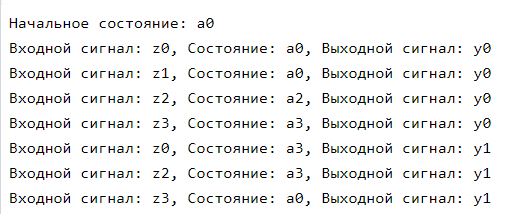 Начальное состояние: a0
Входной сигнал: z0, Состояние: a0, Выходной сигнал: y0
Входной сигнал: z1, Состояние: a0, Выходной сигнал: y0
Входной сигнал: z2, Состояние: a2, Выходной сигнал: y0
Входной сигнал: z3, Состояние: a3, Выходной сигнал: y0
Входной сигнал: z0, Состояние: a3, Выходной сигнал: y1
Входной сигнал: z2, Состояние: a3, Выходной сигнал: y1
Входной сигнал: z3, Состояние: a0, Выходной сигнал: y1